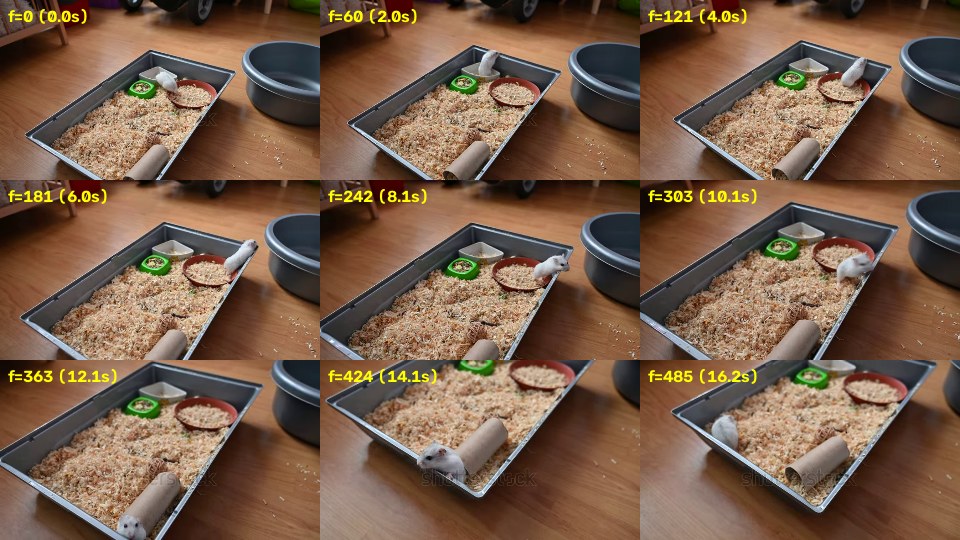 f=0 (0.0s)
f=60 (2.0s)
f=121 (4.0s)
f=181 (6.0s)
f=242 (8.1s)
f=303 (10.1s)
f=363 (12.1s)
f=424 (14.1s)
f=485 (16.2s)
shutterstock